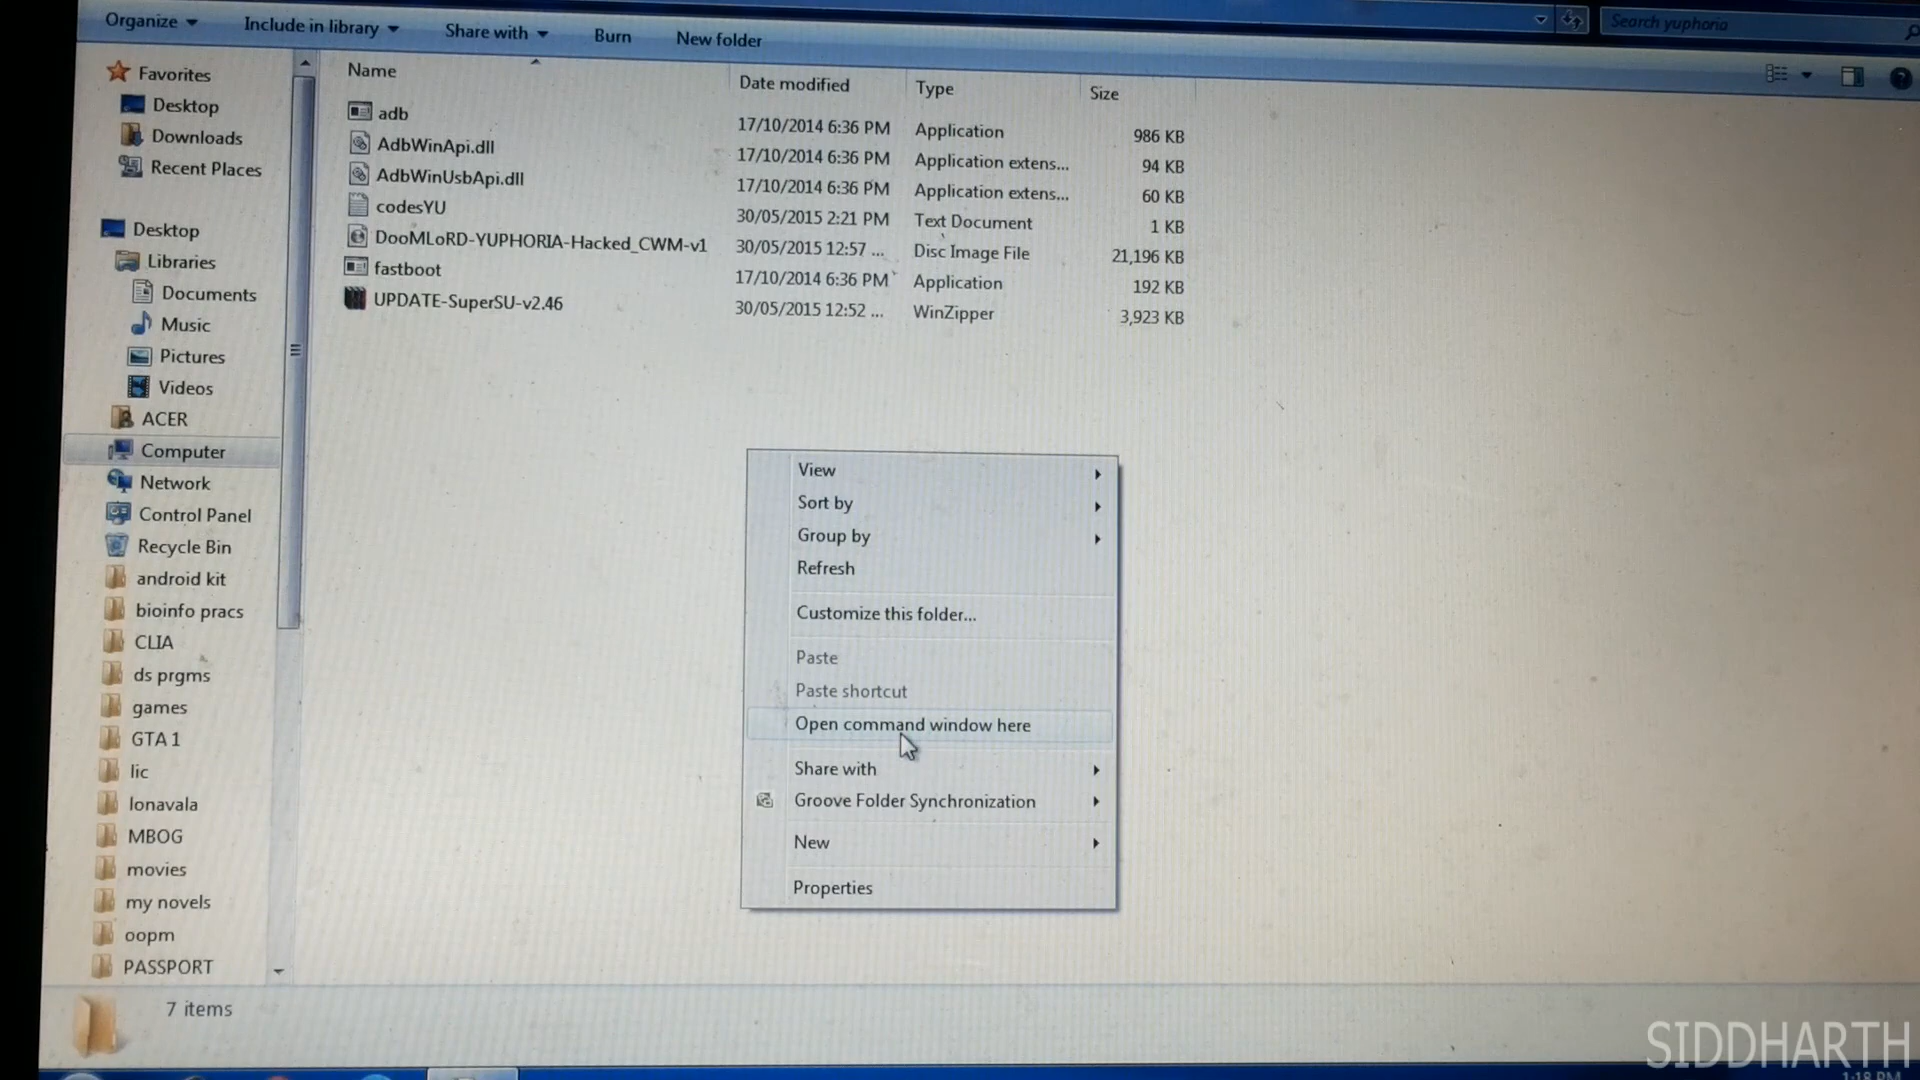 Organize Include in library Share with Burn New folder
Search yuphoria
Favorites
Desktop
Downloads
Recent Places
Desktop
Libraries
Documents
Music
Pictures
Videos
ACER
Computer
Network
Control Panel
Recycle Bin
android kit
bioinfo pracs
CLIA
ds prgms
games
GTA 1
lic
lonavala
MBOG
movies
my novels
oopm
PASSPORT
Name Date modified Type Size
adb 17/10/2014 6:36 PM Application 986 KB
AdbWinApi.dll 17/10/2014 6:36 PM Application extens... 94 KB
AdbWinUsbApi.dll 17/10/2014 6:36 PM Application extens... 60 KB
codesYU 30/05/2015 2:21 PM Text Document 1 KB
DooMLoRD-YUPHORIA-Hacked_CWM-v1 30/05/2015 12:57 ... Disc Image File 21,196 KB
fastboot 17/10/2014 6:36 PM Application 192 KB
UPDATE-SuperSU-v2.46 30/05/2015 12:52 ... WinZipper 3,923 KB
View
Sort by
Group by
Refresh
Customize this folder...
Paste
Paste shortcut
Open command window here
Share with
Groove Folder Synchronization
New
Properties
7 items
SIDDHARTH
1:18 PM